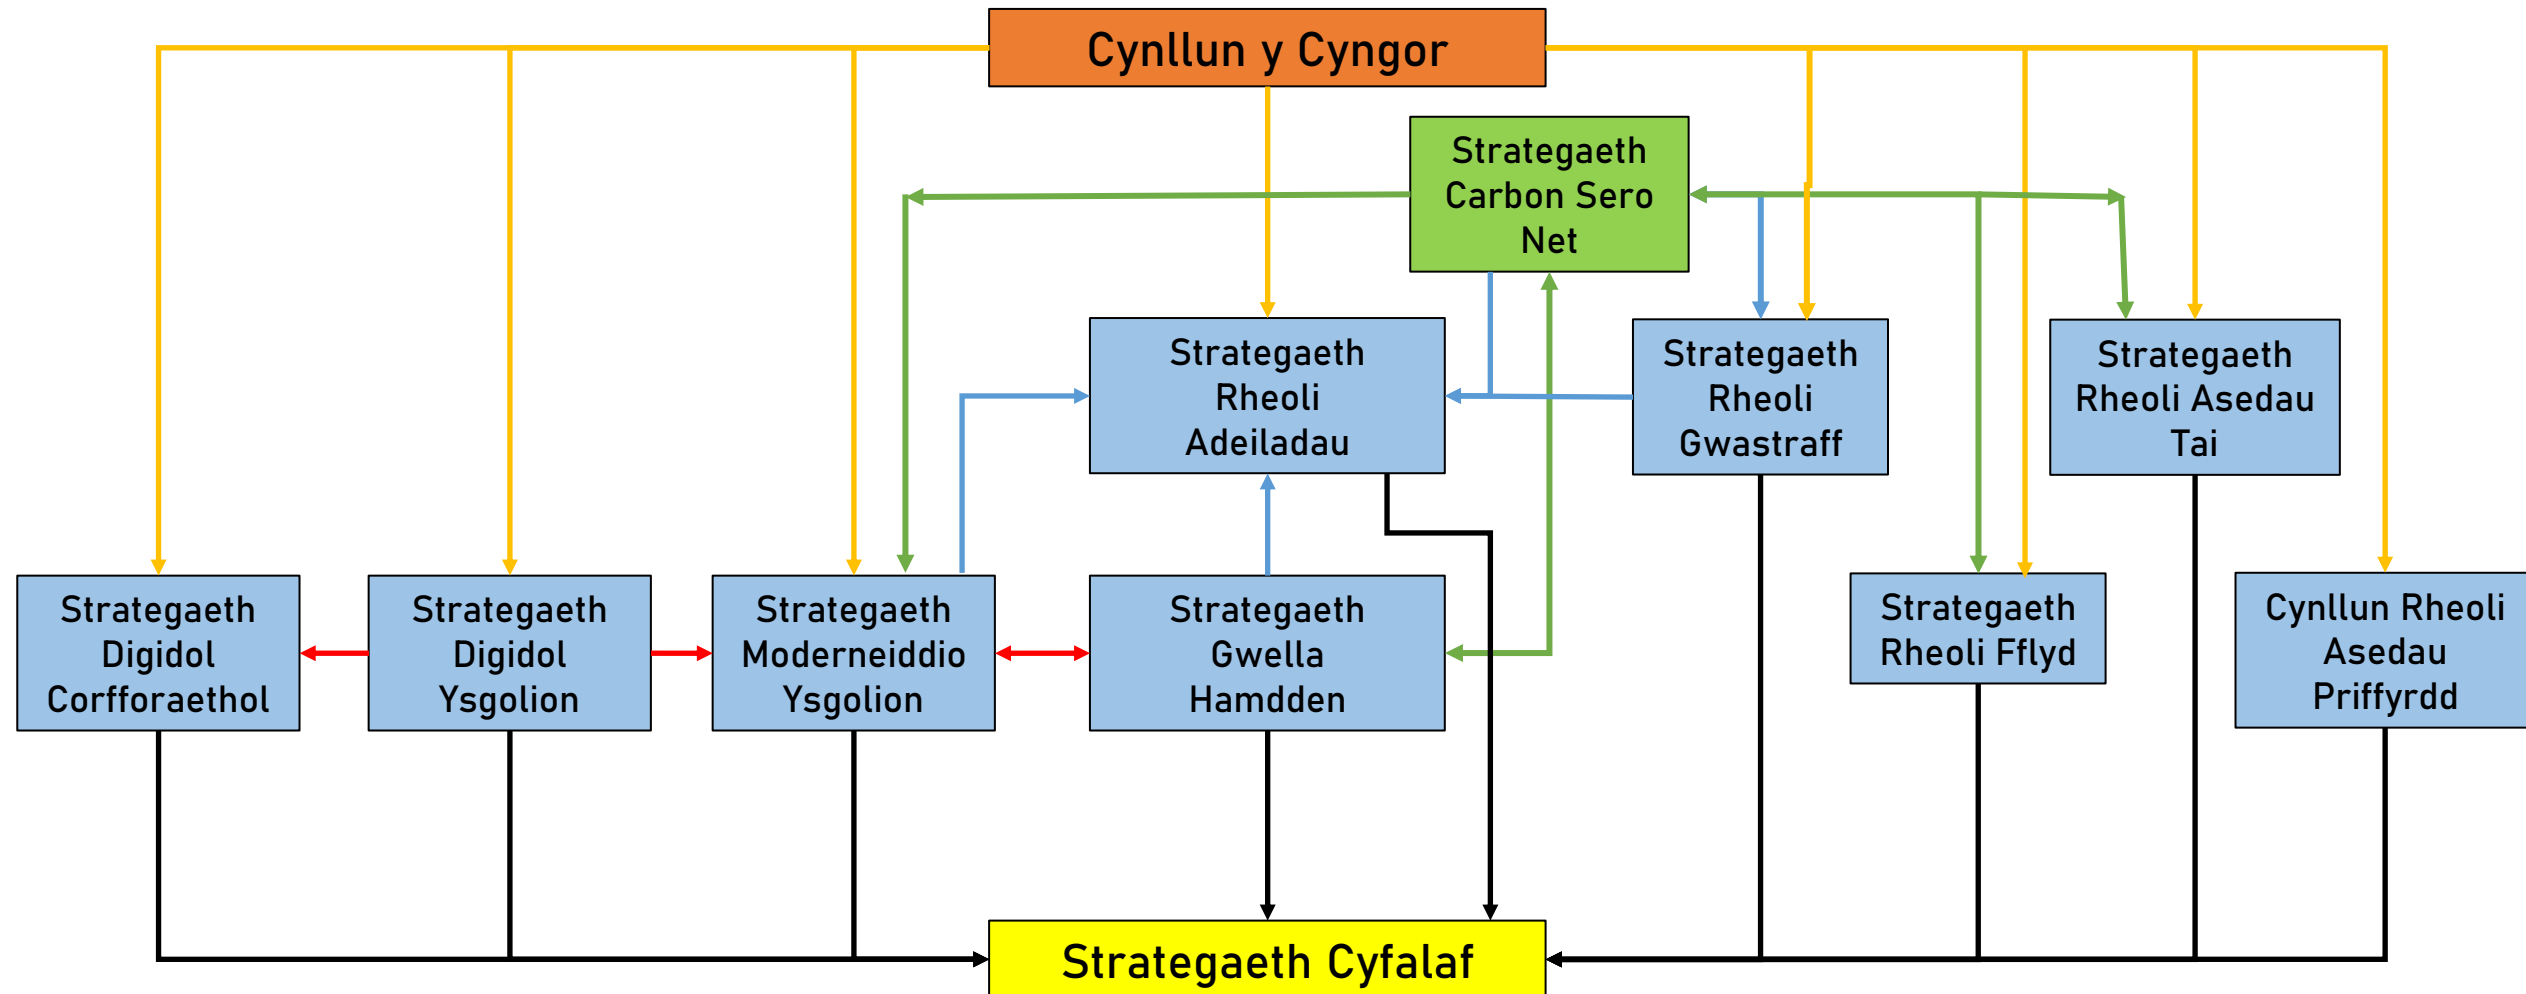 Cynllun y Cyngor
Strategaeth
Carbon Sero
Net
Strategaeth
Rheoli
Adeiladau
Strategaeth
Rheoli
Gwastraff
Strategaeth
Rheoli Asedau
Tai
Strategaeth
Digidol
Corfforaethol
Strategaeth
Digidol
Ysgolion
Strategaeth
Moderneiddio
Ysgolion
Strategaeth
Gwella
Hamdden
Strategaeth
Rheoli Fflyd
Cynllun Rheoli
Asedau
Priffyrdd
Strategaeth Cyfalaf